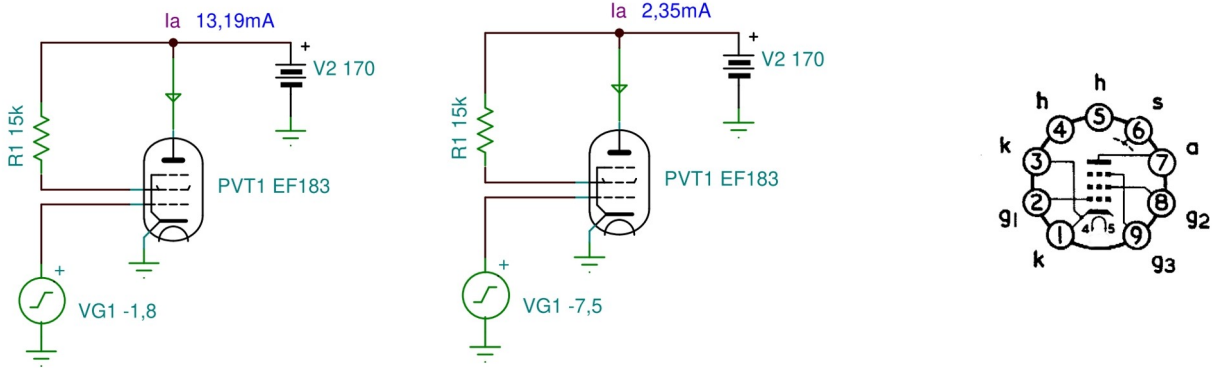 Ia 13,19mA
V2 170
R1 15k
PVT1 EF183
VG1 -1,8
Ia 2,35mA
V2 170
R1 15k
PVT1 EF183
VG1 -7,5
h
h s
4 5 6
k 3 7 a
g1 2 8 g2
4 5
1 9
k g3